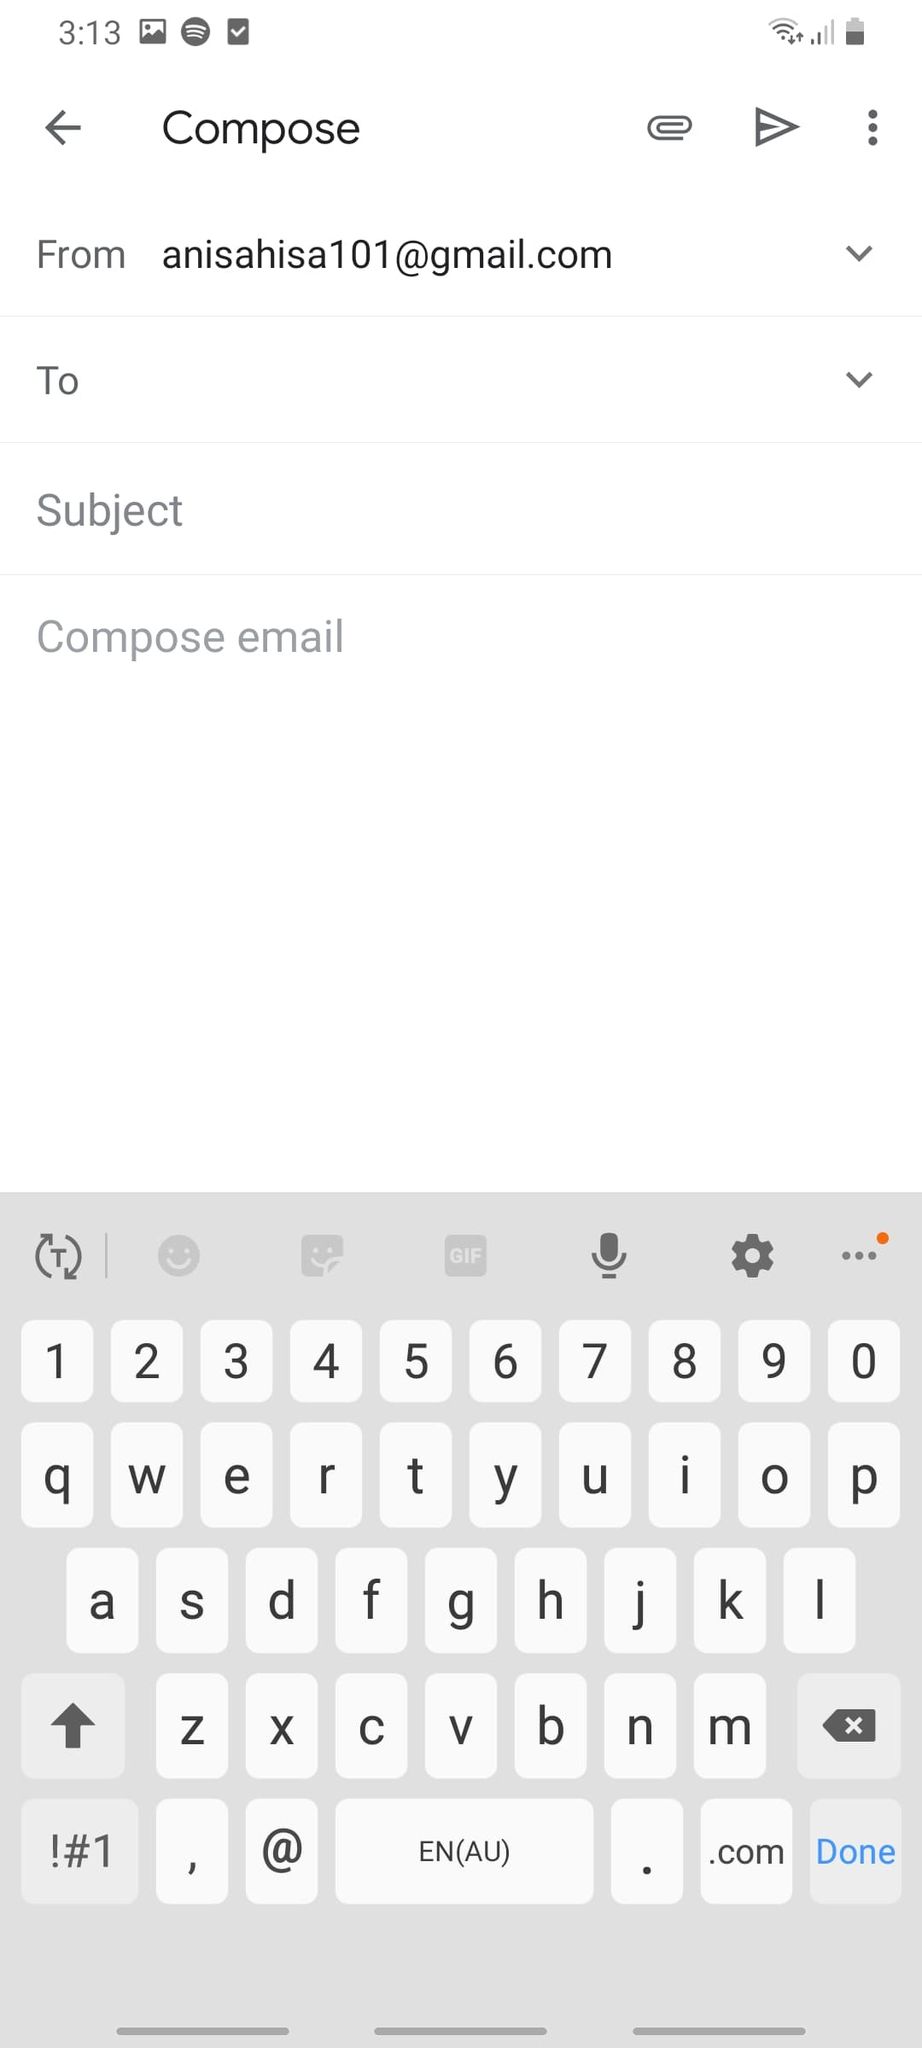 3:13
Compose
From anisahisa101@gmail.com
To
Subject
Compose email
T
GIF
1 2 3 4 5 6 7 8 9 0
q w e r t y u i o p
a s d f g h j k l
z x c v b n m
!#1 , @ EN(AU) . .com Done